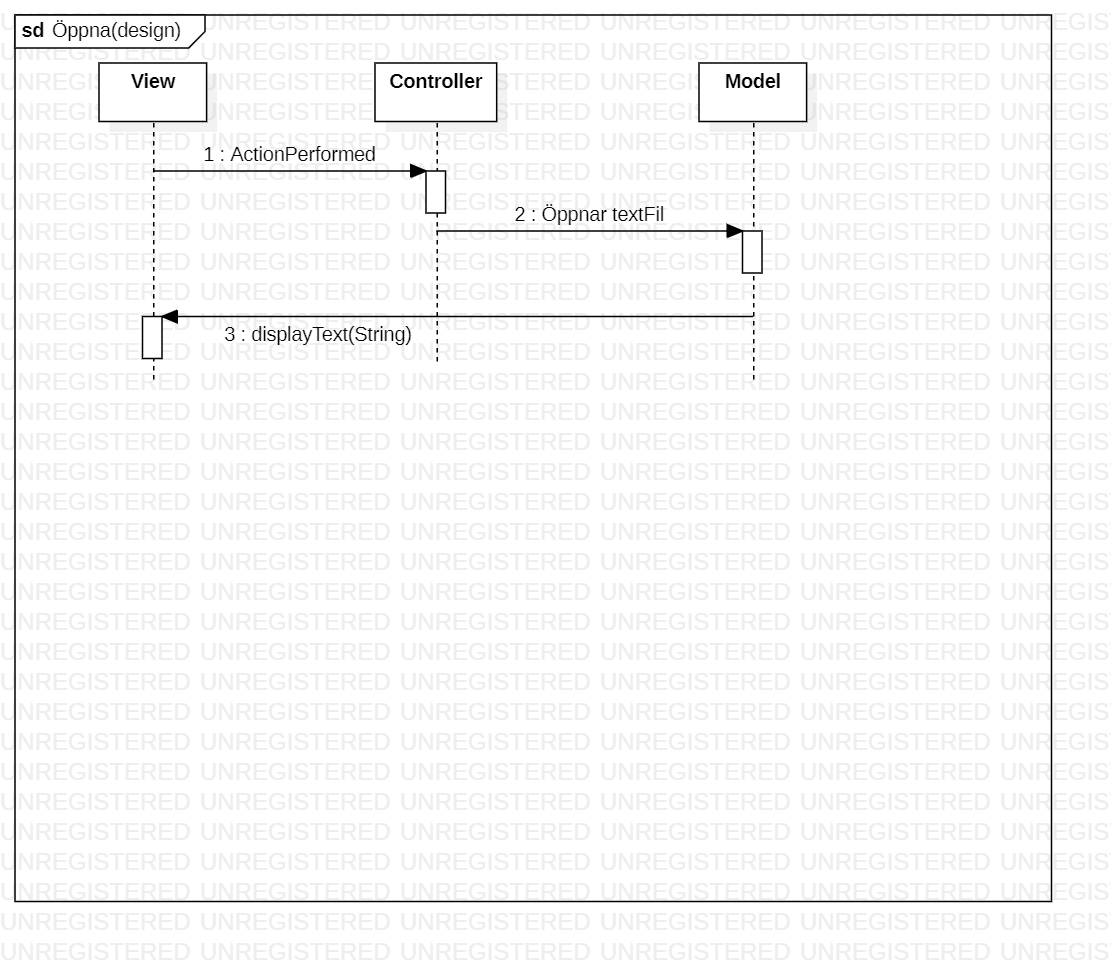 sd Öppna(design)
View
Controller
Model
1 : ActionPerformed
2 : Öppnar textFil
3 : displayText(String)
UNREGISTERED UNREGISTERED UNREGISTERED UNREGISTERED UNREGISTERED UNREGIS